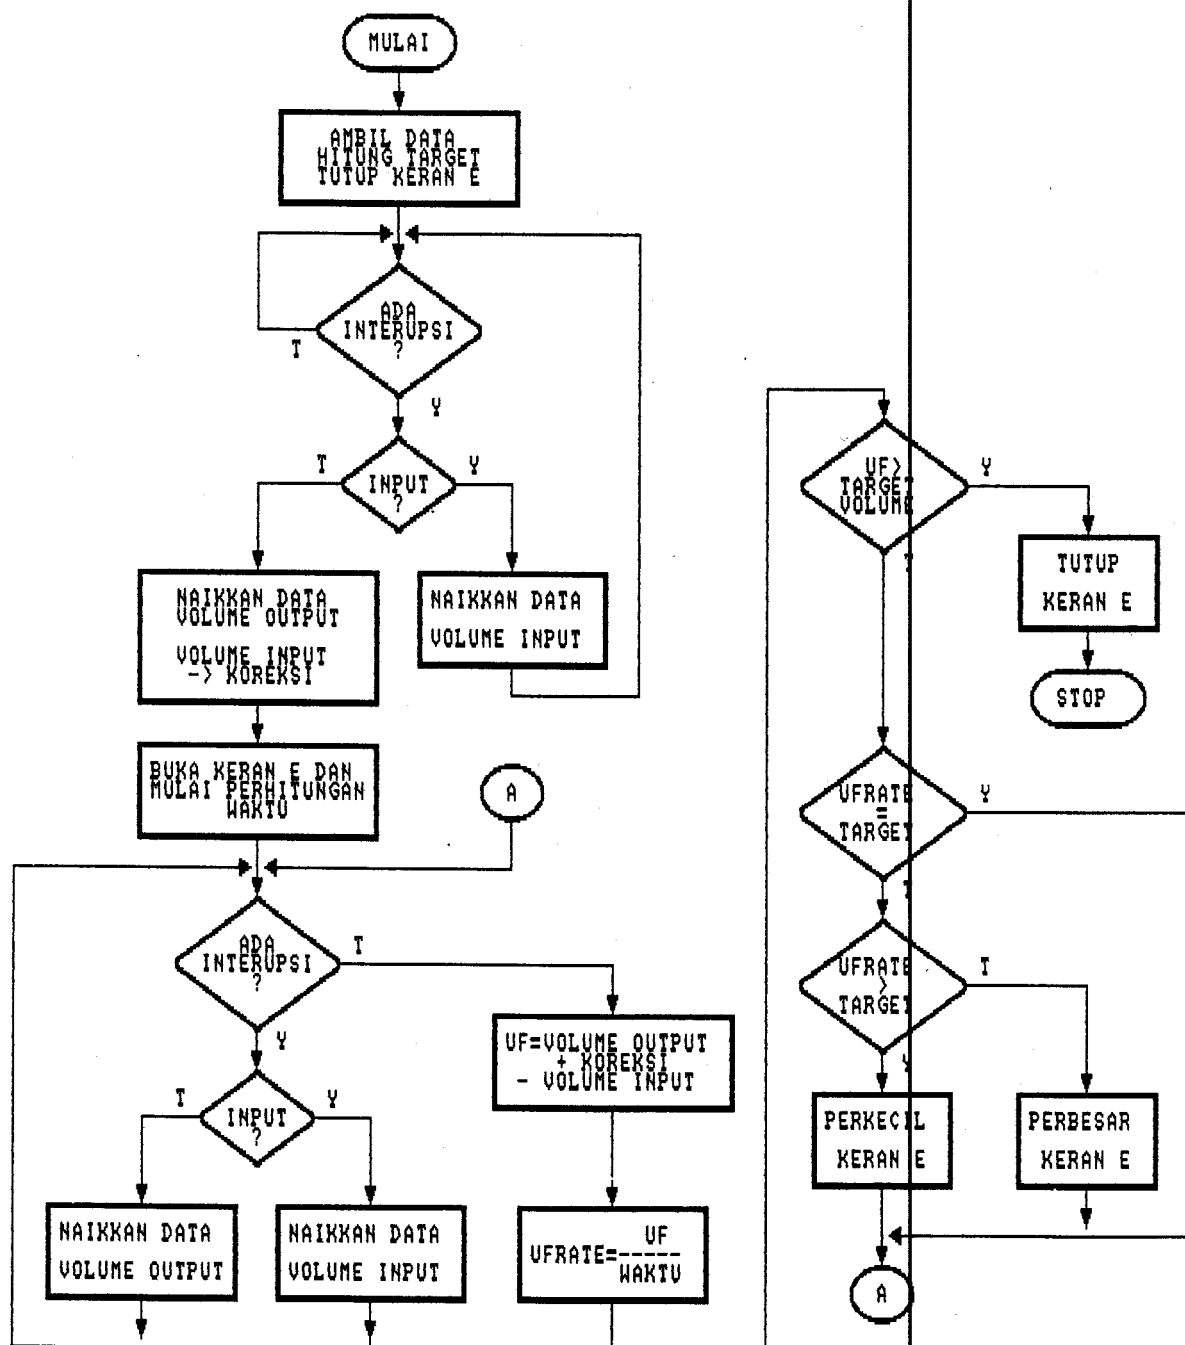 MULAI
AMBIL DATA
HITUNG TARGET
TUTUP KERAN E
ADA
INTERUPSI
?
T
Y
INPUT
?
T
Y
NAIKKAN DATA
VOLUME OUTPUT
VOLUME INPUT
-> KOREKSI
NAIKKAN DATA
VOLUME INPUT
BUKA KERAN E DAN
MULAI PERHITUNGAN
WAKTU
A
ADA
INTERUPSI
?
T
Y
INPUT
?
T
Y
NAIKKAN DATA
VOLUME OUTPUT
NAIKKAN DATA
VOLUME INPUT
UF=VOLUME OUTPUT
+ KOREKSI
- VOLUME INPUT
UF
UFRATE=-----
WAKTU
UF>
TARGET
VOLUME
Y
T
TUTUP
KERAN E
STOP
UFRATE
=
TARGET
Y
T
UFRATE
>
TARGET
T
Y
PERKECIL
KERAN E
PERBESAR
KERAN E
A